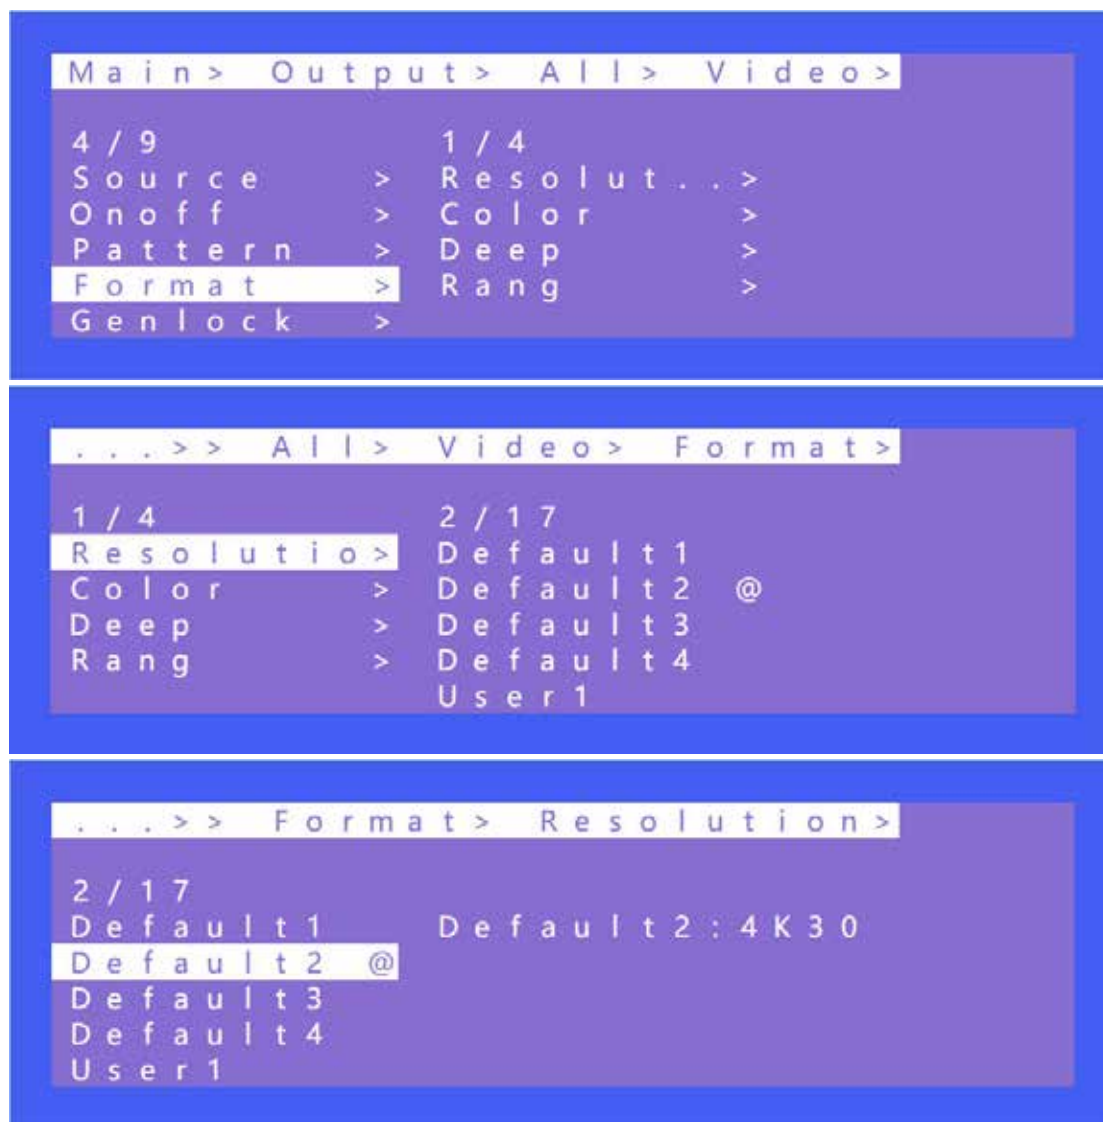 Main> Output> All> Video>
4/9 1/4
Source > Resolut..>
Onoff > Color >
Pattern > Deep >
Format > Rang >
Genlock >
...>> All> Video> Format>
1/4 2/17
Resolutio> Default1
Color > Default2 @
Deep > Default3
Rang > Default4
User1
...>> Format> Resolution>
2/17
Default1 Default2:4K30
Default2 @
Default3
Default4
User1